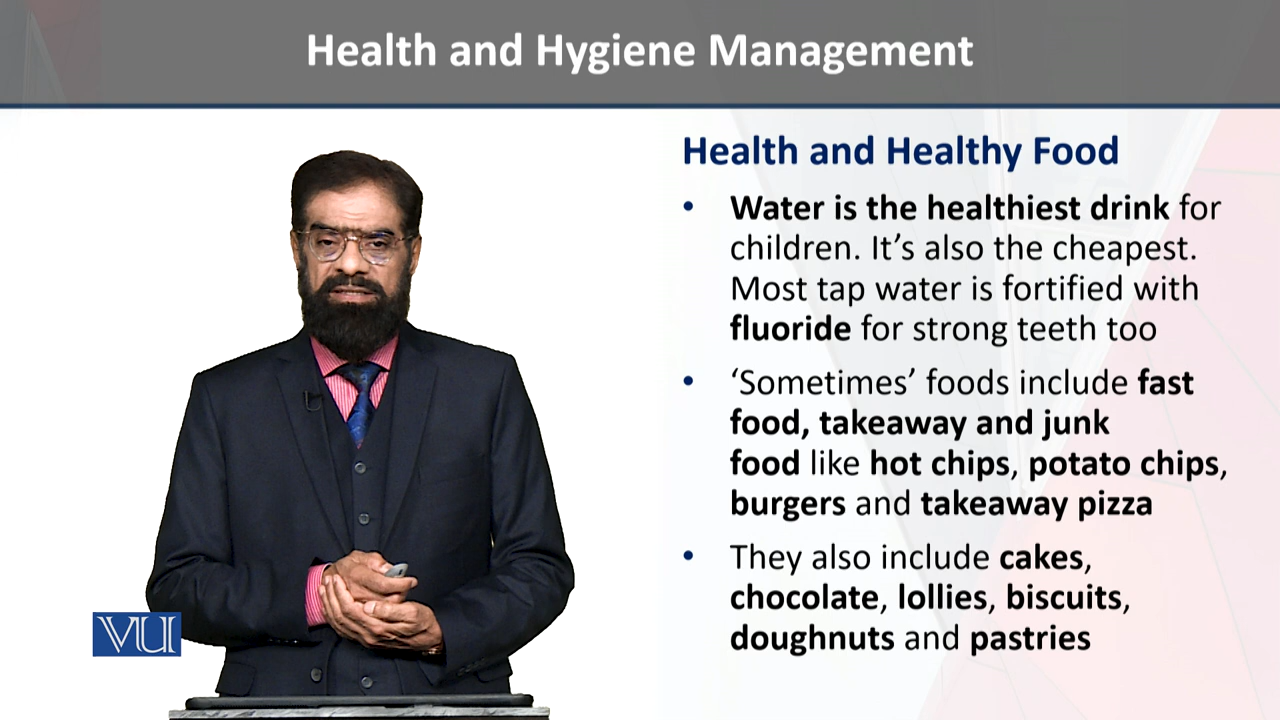 Health and Hygiene Management
Health and Healthy Food
• Water is the healthiest drink for
children. It’s also the cheapest.
Most tap water is fortified with
fluoride for strong teeth too
• ‘Sometimes’ foods include fast
food, takeaway and junk
food like hot chips, potato chips,
burgers and takeaway pizza
• They also include cakes,
chocolate, lollies, biscuits,
doughnuts and pastries
VU